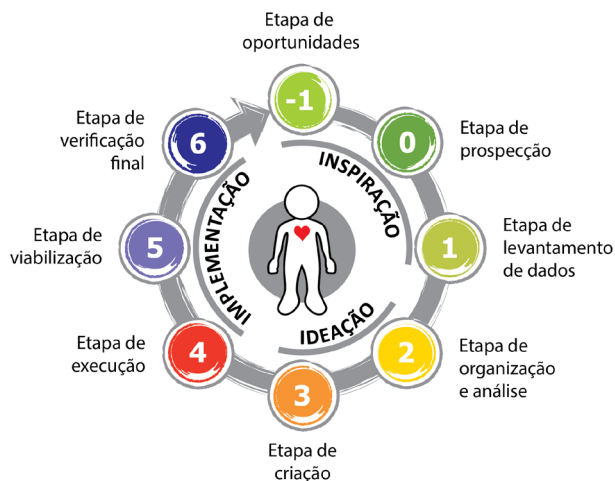 Etapa de
oportunidades
-1
Etapa de
prospecção
0
Etapa de
levantamento
de dados
1
Etapa de
organização
e análise
2
Etapa de
criação
3
Etapa de
execução
4
Etapa de
viabilização
5
Etapa de
verificação
final
6
INSPIRAÇÃO
IDEAÇÃO
IMPLEMENTAÇÃO